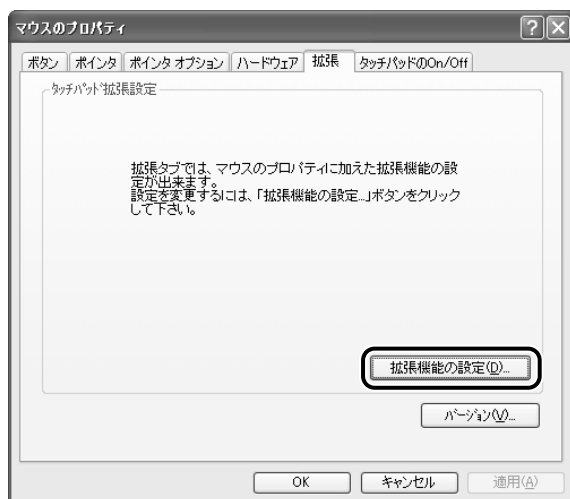 マウスのプロパティ
ボタン ポインタ ポインタ オプション ハードウェア 拡張 タッチパッドのOn/Off
タッチパッド拡張設定
拡張タブでは、マウスのプロパティに加えた拡張機能の設
定が出来ます。
設定を変更するには、「拡張機能の設定...」ボタンをクリック
して下さい。
拡張機能の設定(D)...
バージョン(V)...
OK キャンセル 適用(A)